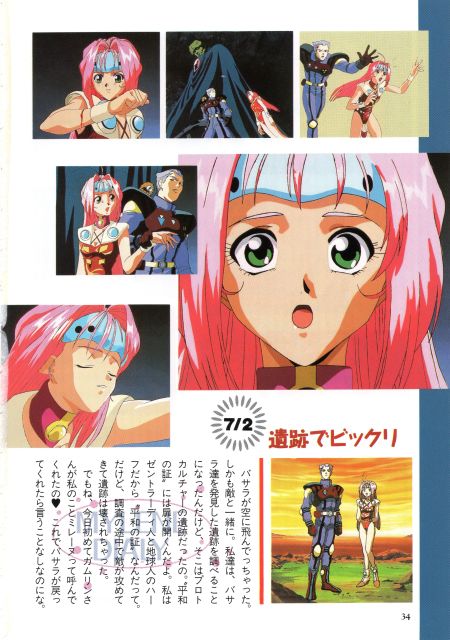 7/2
遺跡でビックリ
バサラが空に飛んでっちゃった。
しかも敵と一緒に。私達は、バサ
ラ達を発見した遺跡を調べること
になったんだけど、そこはプロト
カルチャーの遺跡だったの。“平和
の証”には扉が開くんだよ。私は
ゼントラーディ人と地球人のハー
フだから“平和の証”なんだって。
だけど、調査の途中で敵が攻めて
きて遺跡は壊されちゃった。
でもね、今日初めてガムリンさ
んが私のことミレーヌって呼んで
くれたの♥ これでバサラが戻っ
てくれたら言うことなしなのにな。
34